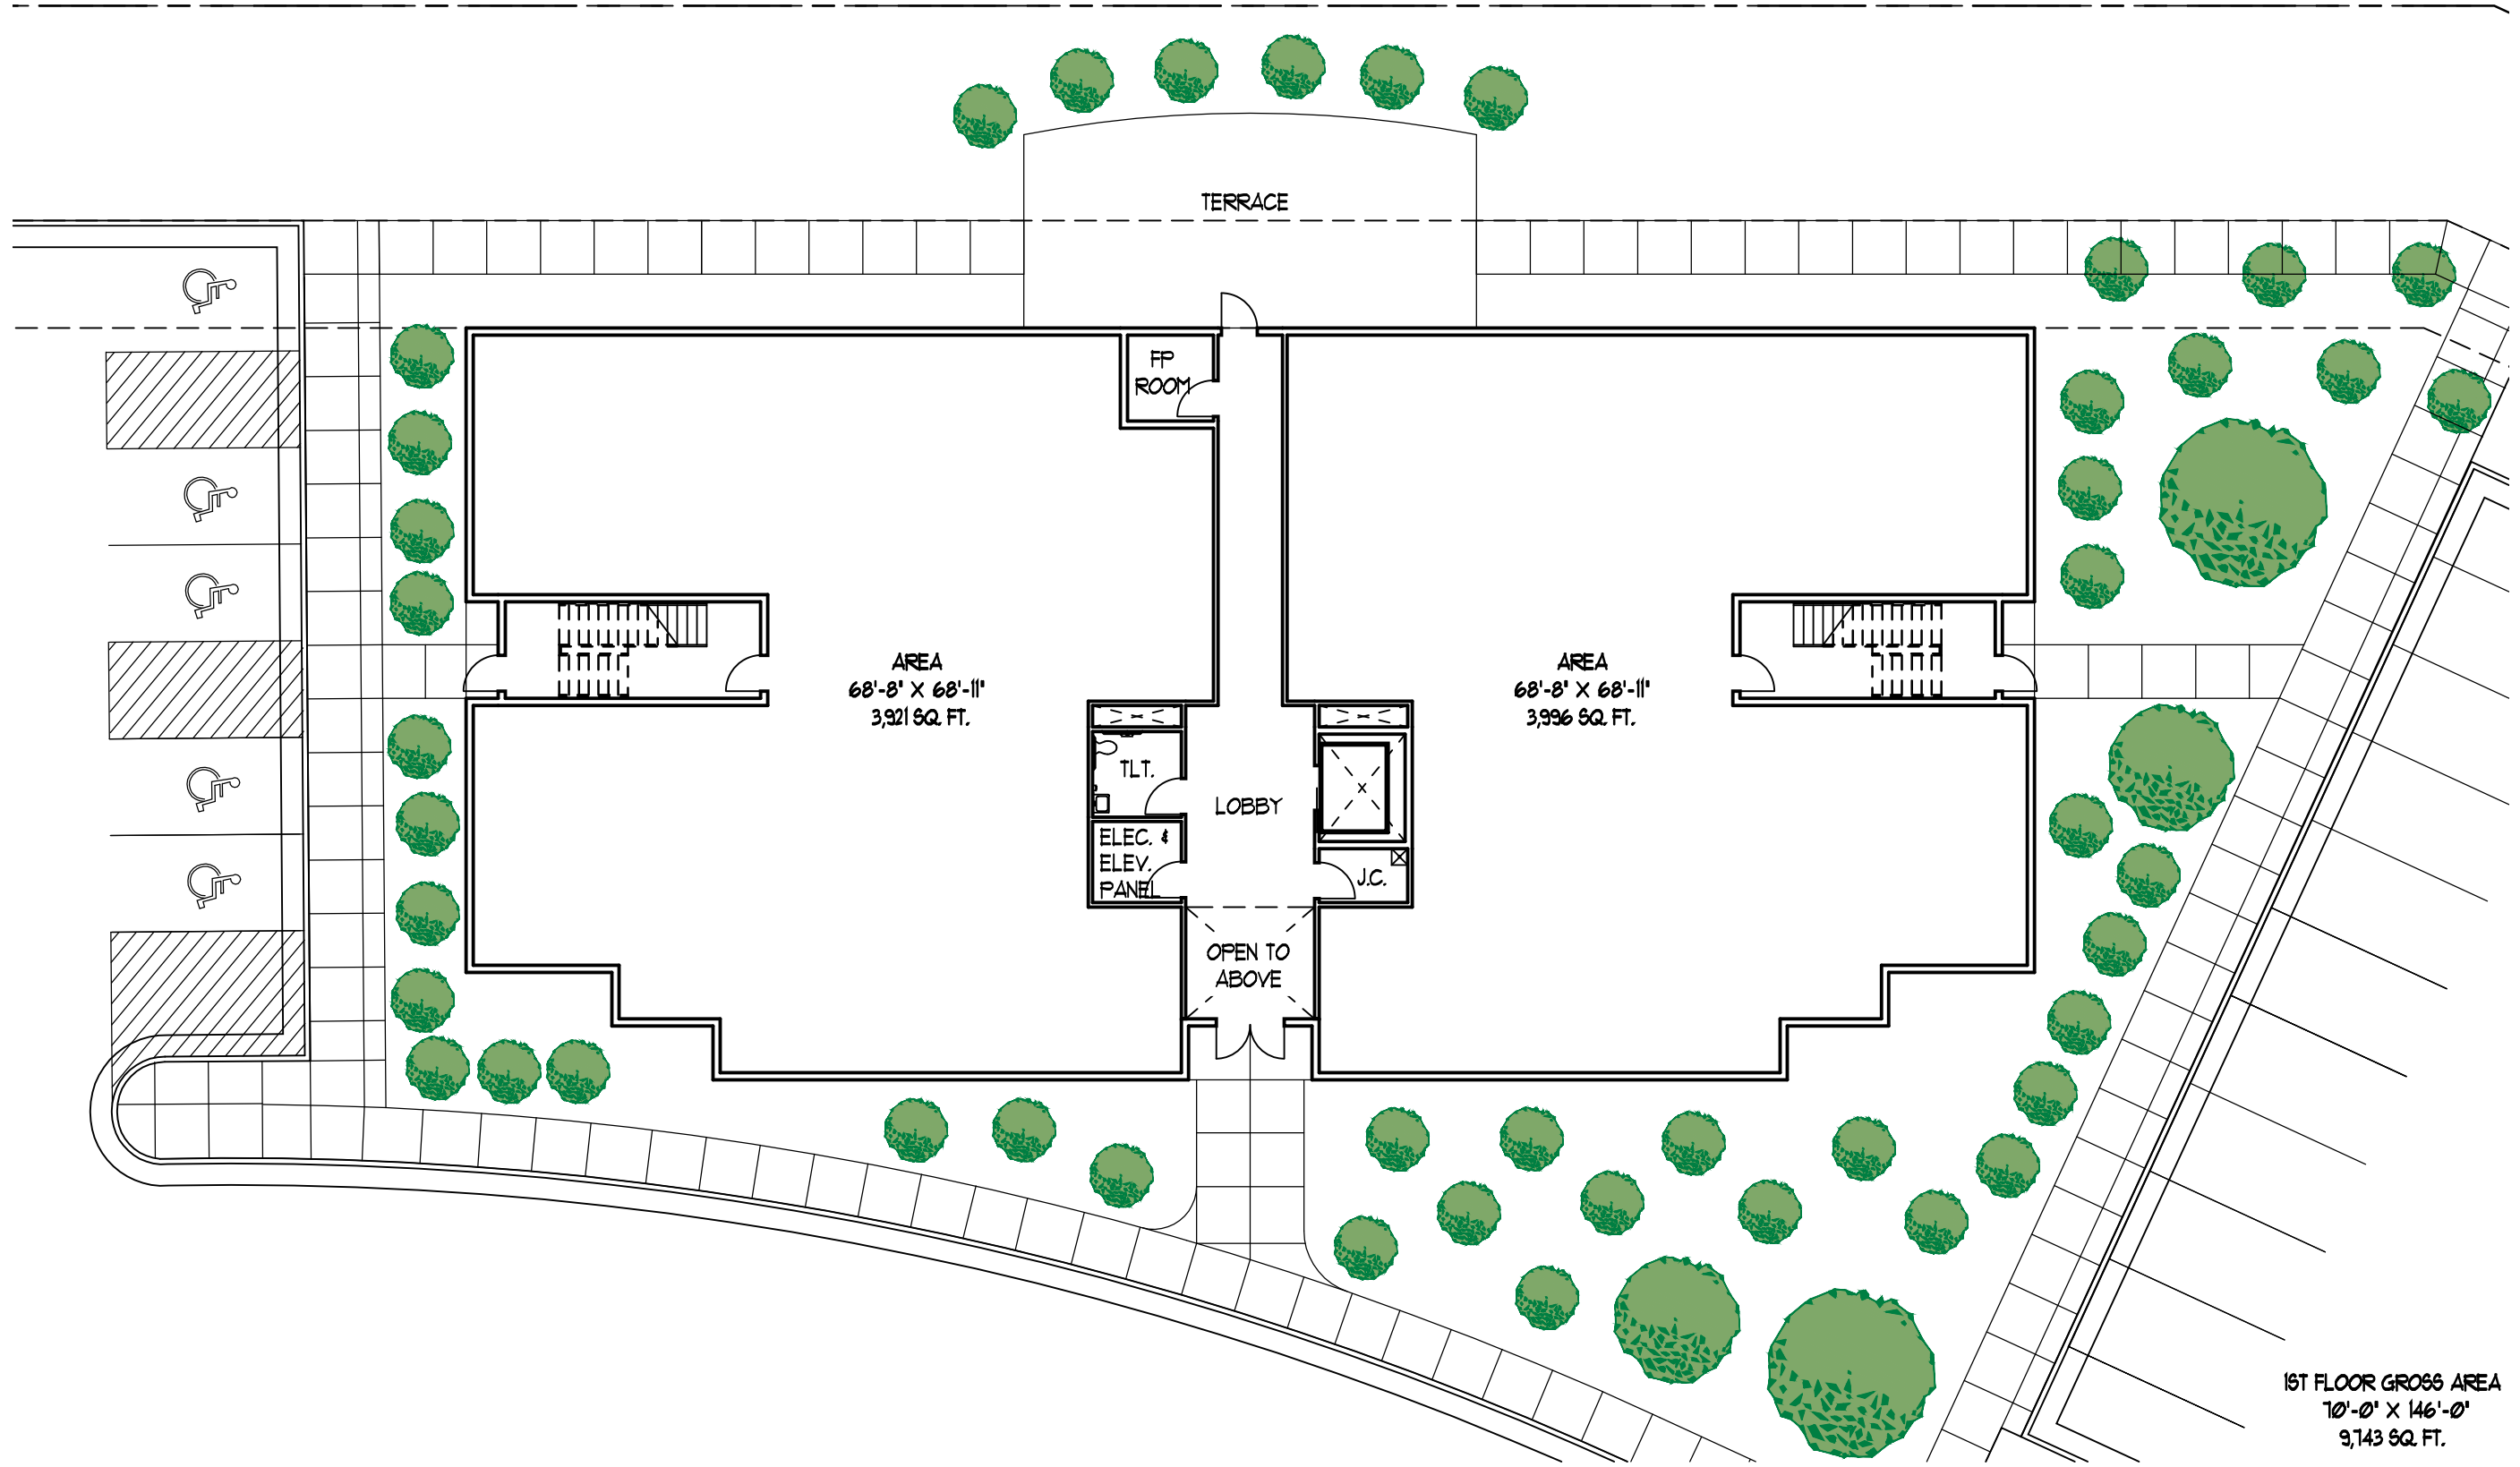 TERRACE
FP
ROOM
AREA
68'-8" X 68'-11"
3,921 SQ. FT.
AREA
68'-8" X 68'-11"
3,996 SQ. FT.
TLT.
LOBBY
ELEC. &
ELEV.
PANEL
J.C.
OPEN TO
ABOVE
1ST FLOOR GROSS AREA
70'-0" X 146'-0"
9,743 SQ. FT.